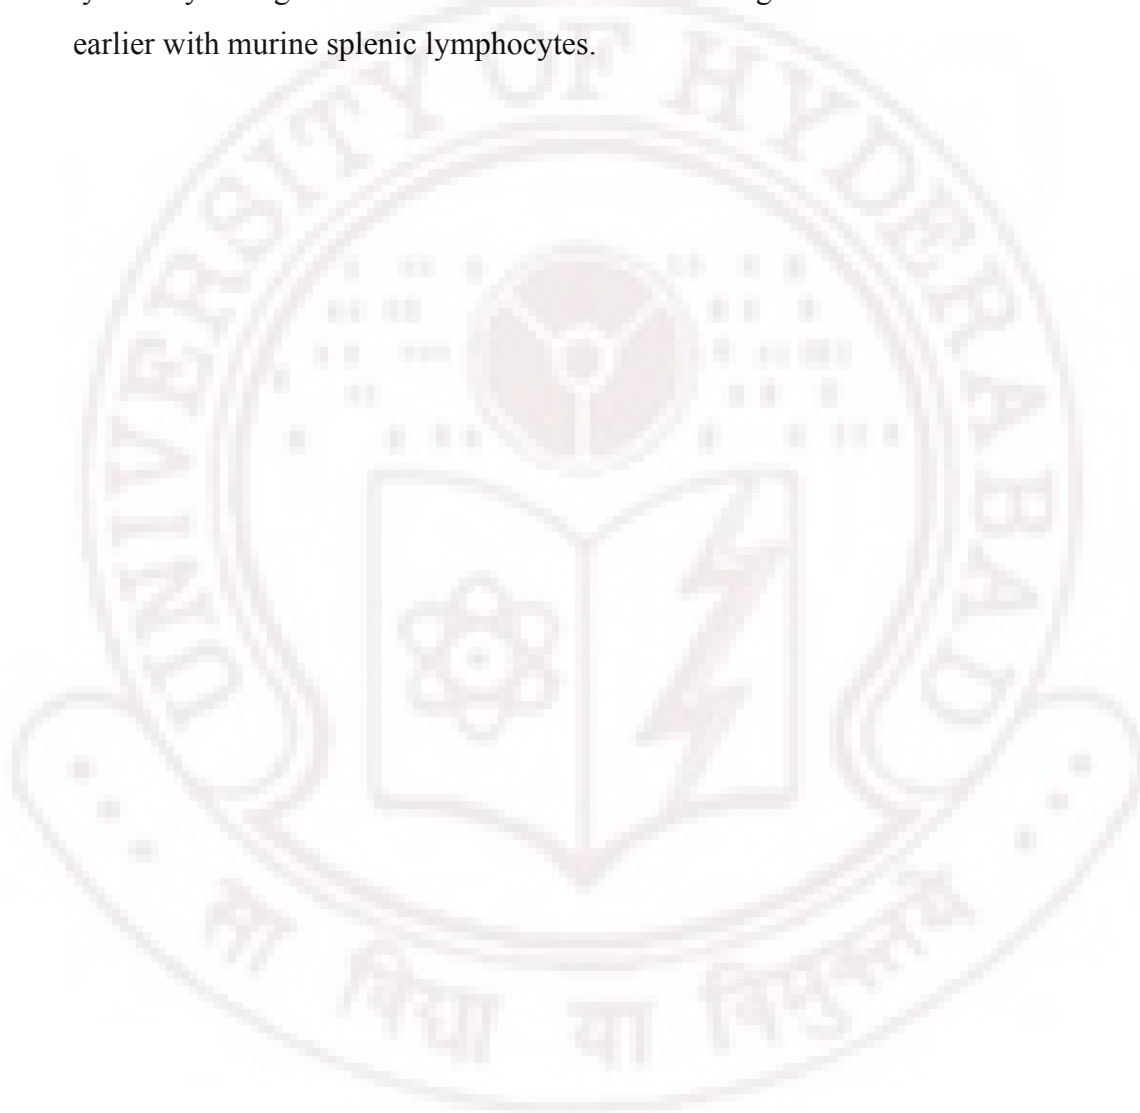 earlier with murine splenic lymphocytes.
UNIVERSITY OF HYDERABAD
सा विद्या या विमुक्तये